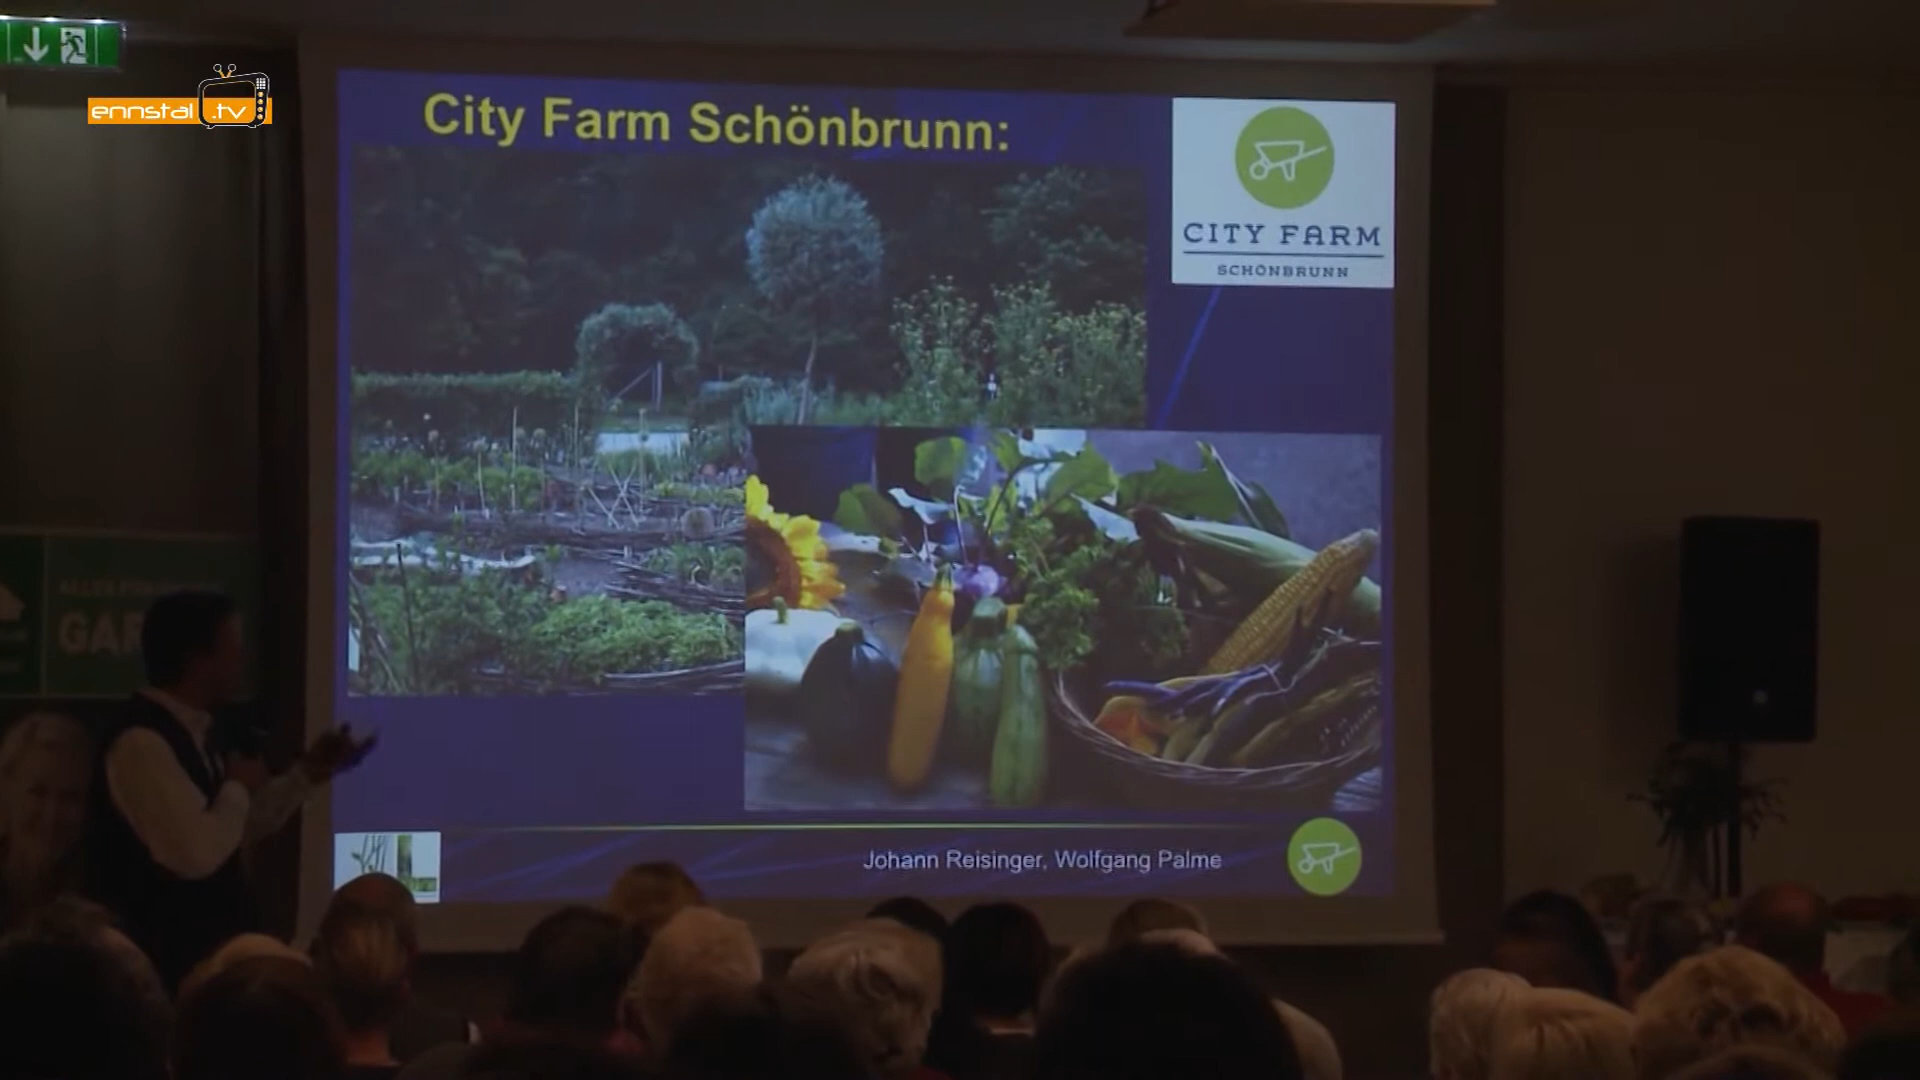 ennstal .tv
City Farm Schönbrunn:
CITY FARM
SCHÖNBRUNN
Johann Reisinger, Wolfgang Palme